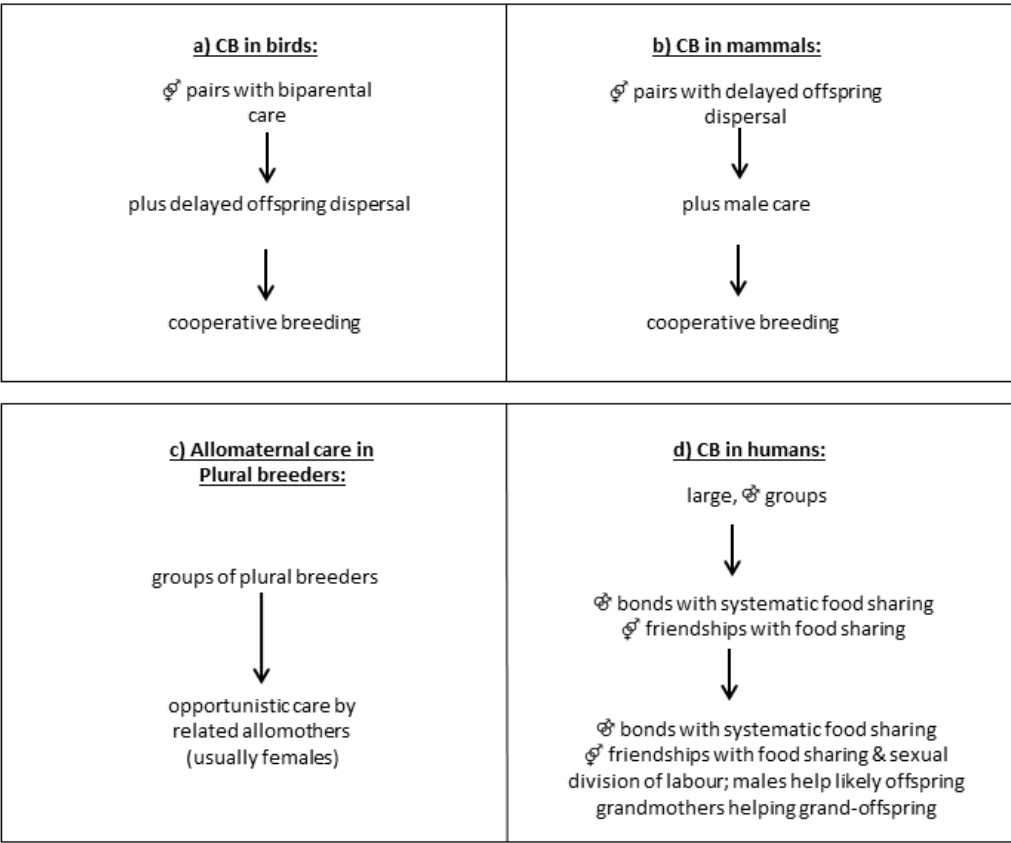 a) CB in birds:
⚤ pairs with biparental
care
plus delayed offspring dispersal
cooperative breeding
b) CB in mammals:
⚤ pairs with delayed offspring
dispersal
plus male care
cooperative breeding
c) Allomaternal care in
Plural breeders:
groups of plural breeders
opportunistic care by
related allomothers
(usually females)
d) CB in humans:
large, ⚣ groups
⚣ bonds with systematic food sharing
⚤ friendships with food sharing
⚣ bonds with systematic food sharing
⚤ friendships with food sharing & sexual
division of labour; males help likely offspring
grandmothers helping grand-offspring